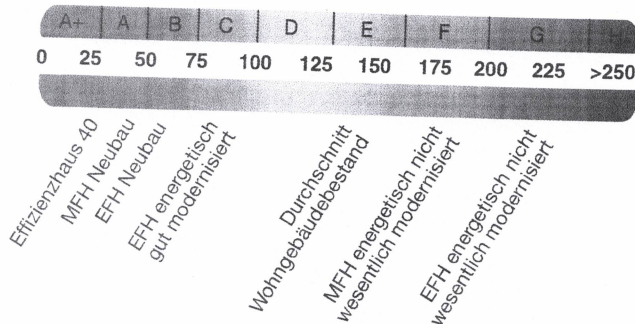 A+ A B C D E F G H
0 25 50 75 100 125 150 175 200 225 >250
Effizienzhaus 40
MFH Neubau
EFH Neubau
EFH energetisch
gut modernisiert
Durchschnitt
Wohngebäudebestand
MFH energetisch nicht
wesentlich modernisiert
EFH energetisch nicht
wesentlich modernisiert